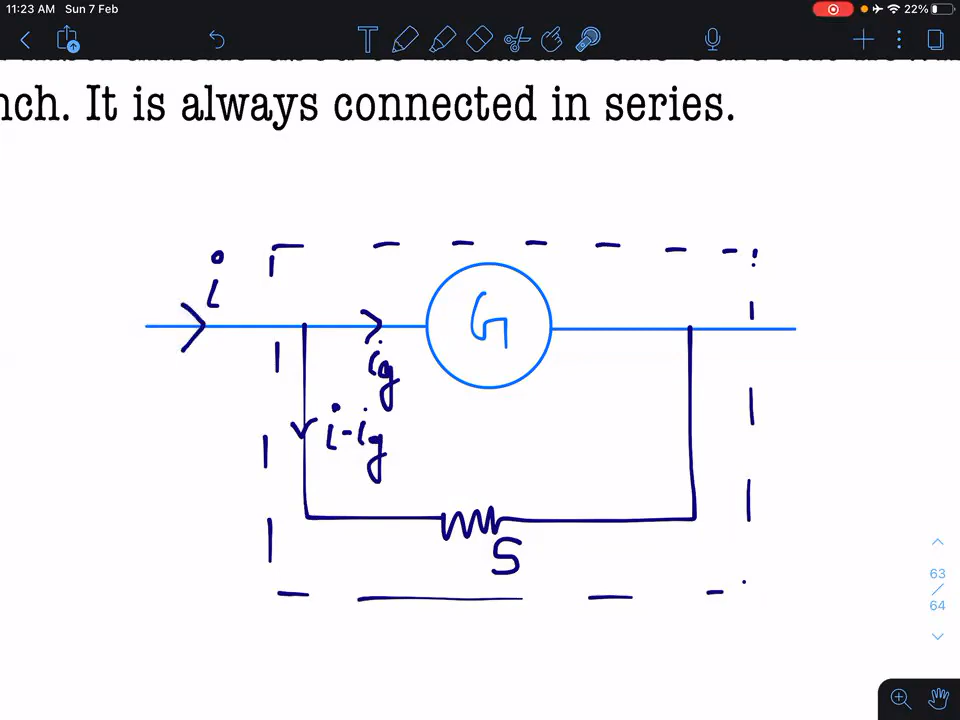 11:23 AM Sun 7 Feb
22%
T
nch. It is always connected in series.
i
G
ig
i-ig
S
63
/
64